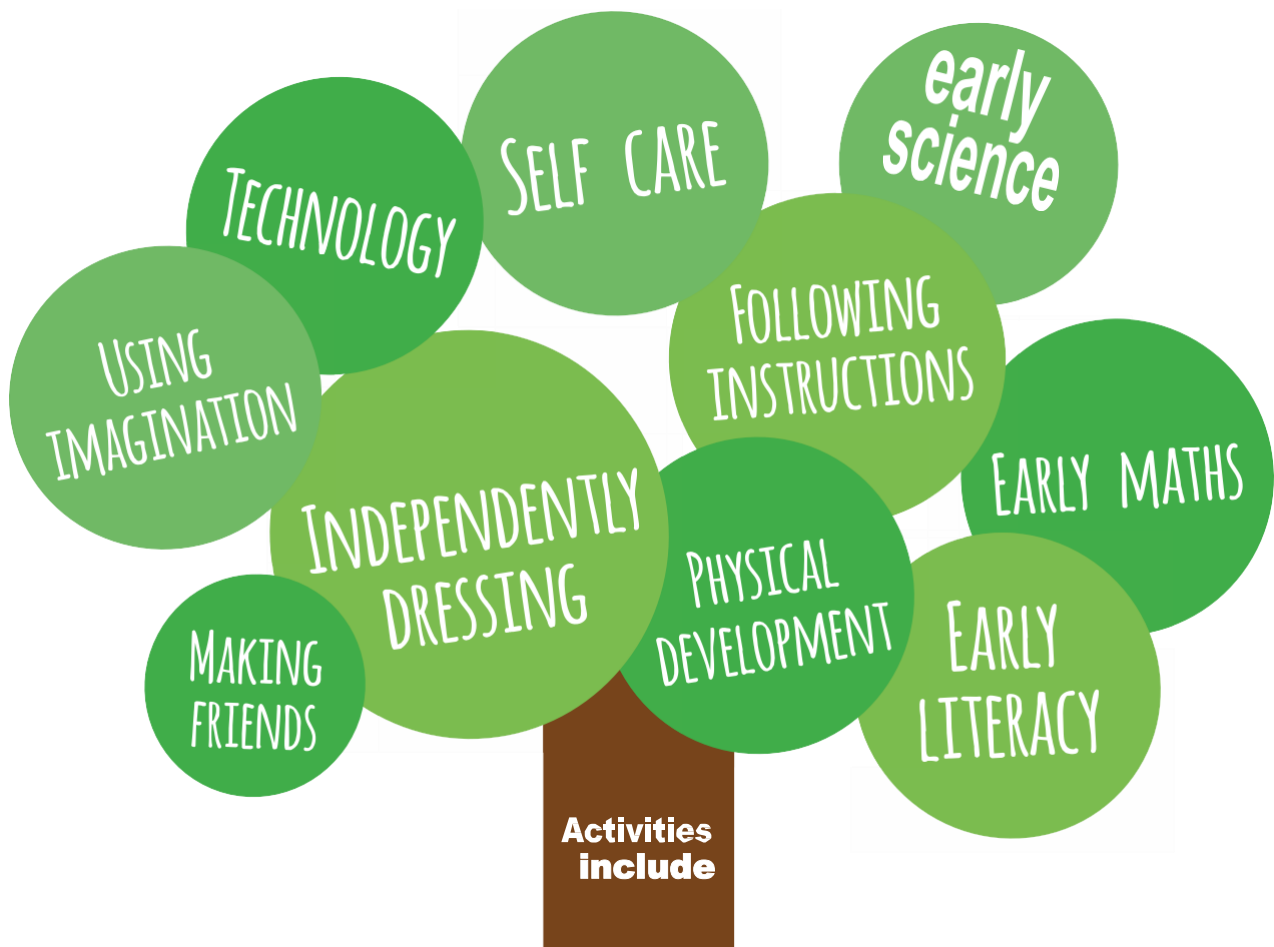 early
science
SELF CARE
TECHNOLOGY
FOLLOWING
INSTRUCTIONS
USING
IMAGINATION
EARLY MATHS
INDEPENDENTLY
DRESSING
PHYSICAL
DEVELOPMENT
EARLY
LITERACY
MAKING
FRIENDS
Activities
include